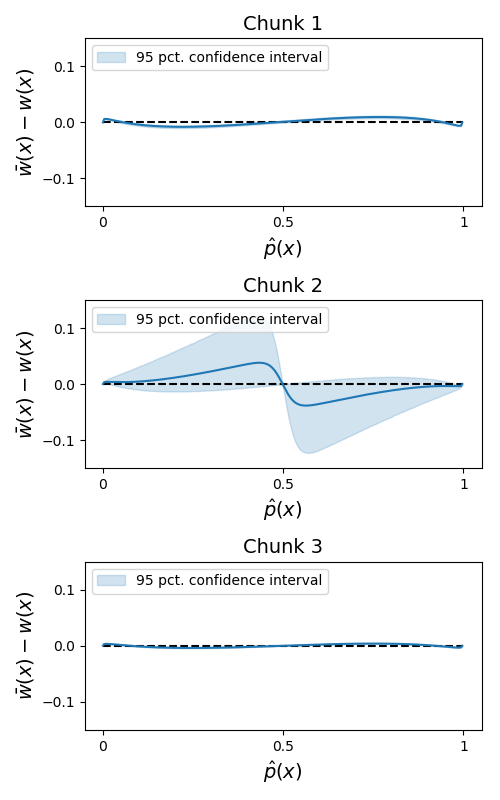 Chunk 1
95 pct. confidence interval
0.1
0.0
−0.1
w̄(x) − w(x)
0
0.5
1
p̂(x)
Chunk 2
95 pct. confidence interval
0.1
0.0
−0.1
w̄(x) − w(x)
0
0.5
1
p̂(x)
Chunk 3
95 pct. confidence interval
0.1
0.0
−0.1
w̄(x) − w(x)
0
0.5
1
p̂(x)